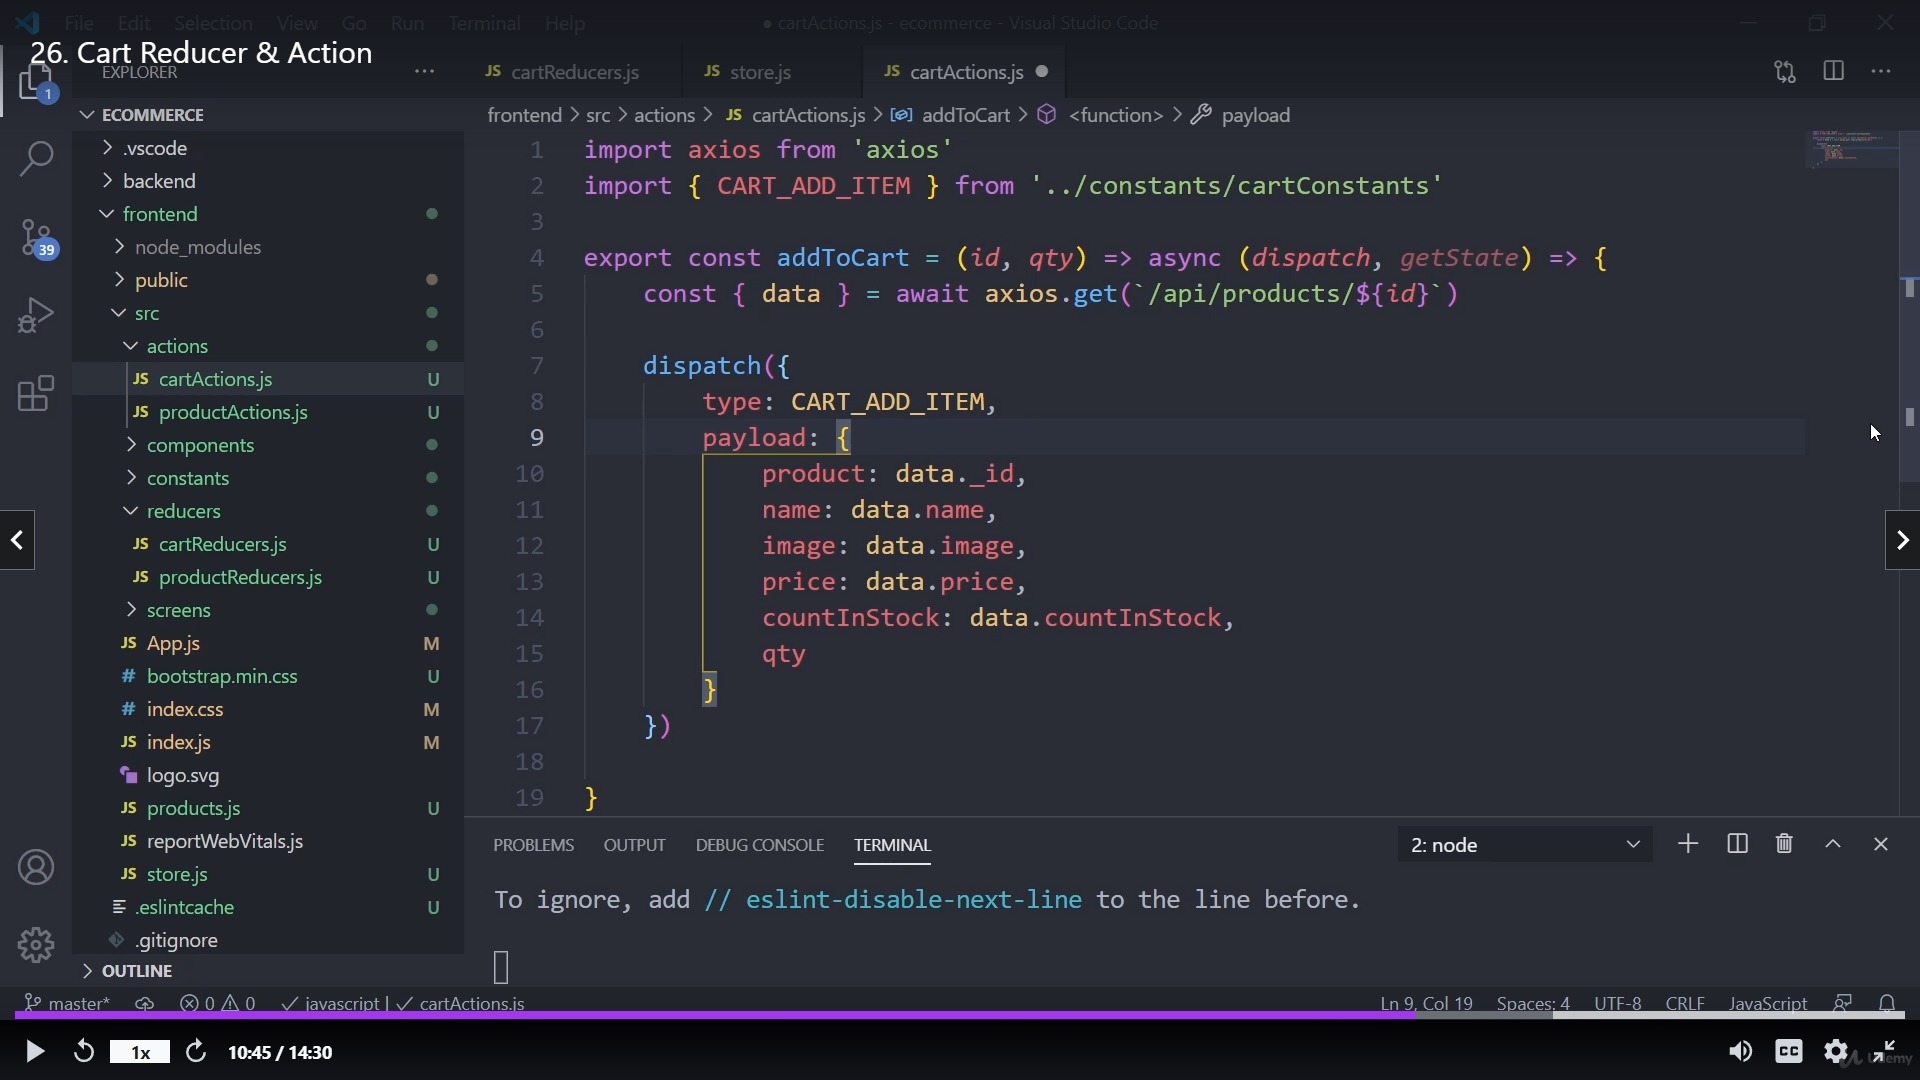 File Edit Selection View Go Run Terminal Help
● cartActions.js - ecommerce - Visual Studio Code
26. Cart Reducer & Action
EXPLORER
JS cartReducers.js
JS store.js
JS cartActions.js
1
39
ECOMMERCE
.vscode
backend
frontend
node_modules
public
src
actions
JS cartActions.js U
JS productActions.js U
components
constants
reducers
JS cartReducers.js U
JS productReducers.js U
screens
JS App.js M
# bootstrap.min.css U
# index.css M
JS index.js M
logo.svg
JS products.js U
JS reportWebVitals.js
JS store.js U
.eslintcache U
.gitignore
OUTLINE
frontend > src > actions > JS cartActions.js > addToCart > <function> > payload
1 import axios from 'axios'
2 import { CART_ADD_ITEM } from '../constants/cartConstants'
3
4 export const addToCart = (id, qty) => async (dispatch, getState) => {
5 const { data } = await axios.get(`/api/products/${id}`)
6
7 dispatch({
8 type: CART_ADD_ITEM,
9 payload: {
10 product: data._id,
11 name: data.name,
12 image: data.image,
13 price: data.price,
14 countInStock: data.countInStock,
15 qty
16 }
17 })
18
19 }
PROBLEMS OUTPUT DEBUG CONSOLE TERMINAL
2: node
To ignore, add // eslint-disable-next-line to the line before.
master* 0 0 javascript | cartActions.js
Ln 9, Col 19 Spaces: 4 UTF-8 CRLF JavaScript
1x 10:45 / 14:30
CC
Udemy